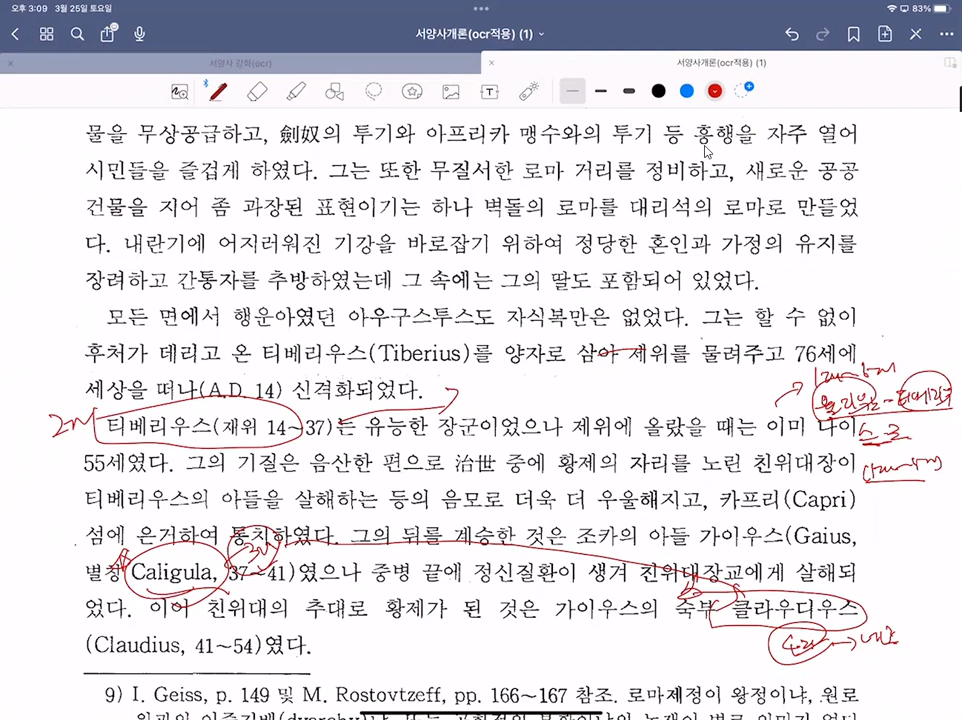 오후 3:09 3월 25일 토요일
83%
서양사개론(ocr적용) (1)
서양사 강좌(ocr)
서양사개론(ocr적용) (1)
물을 무상공급하고, 劍奴의 투기와 아프리카 맹수와의 투기 등 흥행을 자주 열어
시민들을 즐겁게 하였다. 그는 또한 무질서한 로마 거리를 정비하고, 새로운 공공
건물을 지어 좀 과장된 표현이기는 하나 벽돌의 로마를 대리석의 로마로 만들었
다. 내란기에 어지러워진 기강을 바로잡기 위하여 정당한 혼인과 가정의 유지를
장려하고 간통자를 추방하였는데 그 속에는 그의 딸도 포함되어 있었다.
모든 면에서 행운아였던 아우구스투스도 자식복만은 없었다. 그는 할 수 없이
후처가 데리고 온 티베리우스(Tiberius)를 양자로 삼아 제위를 물려주고 76세에
세상을 떠나(A.D. 14) 신격화되었다.
티베리우스(재위 14~37)는 유능한 장군이었으나 제위에 올랐을 때는 이미 나이
55세였다. 그의 기질은 음산한 편으로 治世 중에 황제의 자리를 노린 친위대장이
티베리우스의 아들을 살해하는 등의 음모로 더욱 더 우울해지고, 카프리(Capri)
섬에 은거하여 통치하였다. 그의 뒤를 계승한 것은 조카의 아들 가이우스(Gaius,
별칭 Caligula, 37~41)였으나 중병 끝에 정신질환이 생겨 친위대장교에게 살해되
었다. 이어 친위대의 추대로 황제가 된 것은 가이우스의 숙부 클라우디우스
(Claudius, 41~54)였다.
9) I. Geiss, p. 149 및 M. Rostovtzeff, pp. 166~167 참조. 로마제정이 왕정이냐, 원로